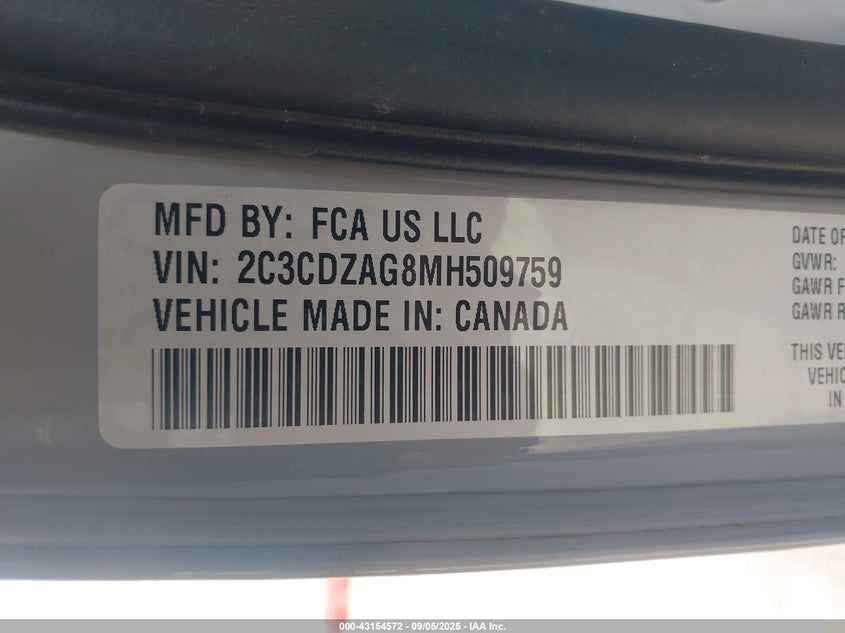 MFD BY: FCA US LLC
VIN: 2C3CDZAG8MH509759
VEHICLE MADE IN: CANADA
DATE OF
GVWR:
GAWR F
GAWR R
THIS VE
VEHIC
IN
000-43154572 | 09/05/2025 - IAA Inc.